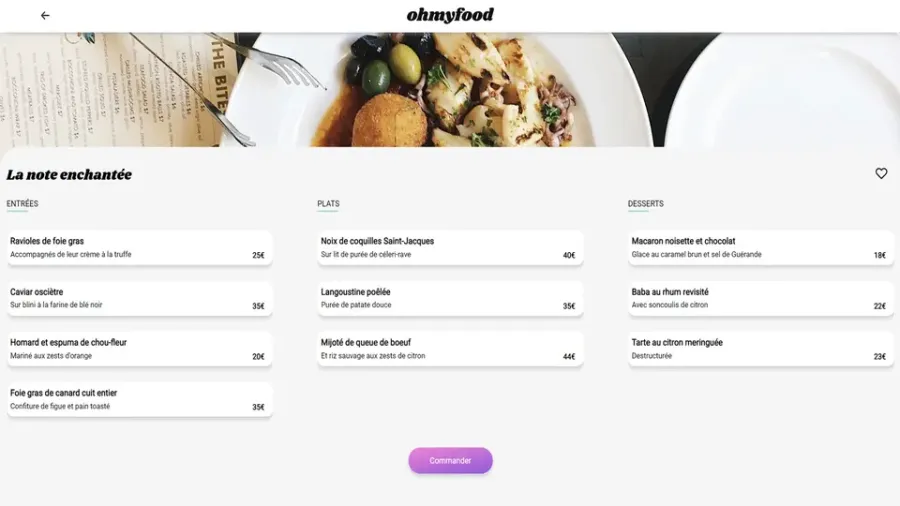 ohmyfood
THE BITE
La note enchantée
ENTRÉES
Ravioles de foie gras
Accompagnés de leur crème à la truffe
25€
Caviar osciètre
Sur blini à la farine de blé noir
35€
Homard et espuma de chou-fleur
Mariné aux zests d'orange
20€
Foie gras de canard cuit entier
Confiture de figue et pain toasté
35€
PLATS
Noix de coquilles Saint-Jacques
Sur lit de purée de céleri-rave
40€
Langoustine poêlée
Purée de patate douce
35€
Mijoté de queue de boeuf
Et riz sauvage aux zests de citron
44€
DESSERTS
Macaron noisette et chocolat
Glace au caramel brun et sel de Guérande
18€
Baba au rhum revisité
Avec soncoulis de citron
22€
Tarte au citron meringuée
Destructurée
23€
Commander